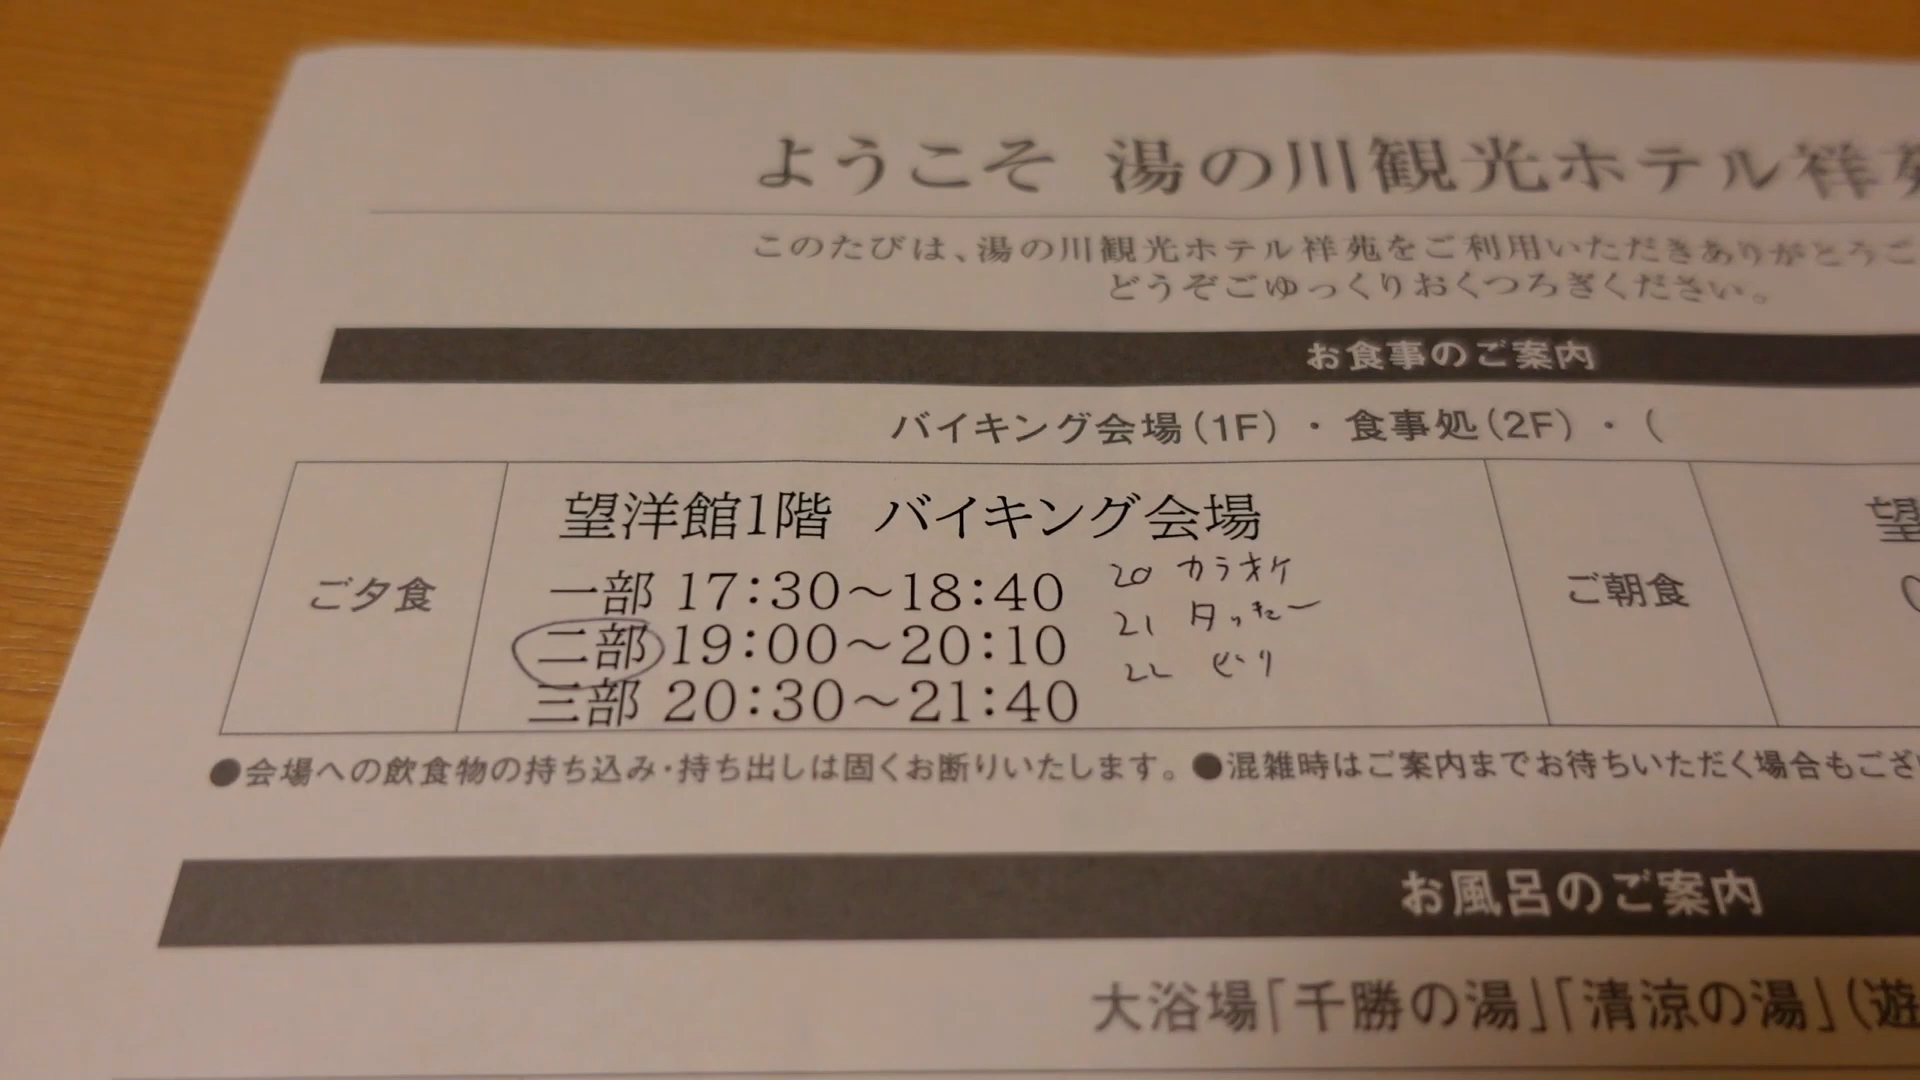 ようこそ 湯の川観光ホテル祥苑
このたびは、湯の川観光ホテル祥苑をご利用いただきありがとうご
どうぞごゆっくりおくつろぎください。
お食事のご案内
バイキング会場(1F)・食事処(2F)・(
ご夕食
望洋館1階 バイキング会場
一部 17:30～18:40
二部 19:00～20:10
三部 20:30～21:40
20 カラオケ
21
22
ご朝食
望
●会場への飲食物の持ち込み・持ち出しは固くお断りいたします。●混雑時はご案内までお待ちいただく場合もござ
お風呂のご案内
大浴場「千勝の湯」「清涼の湯」(遊